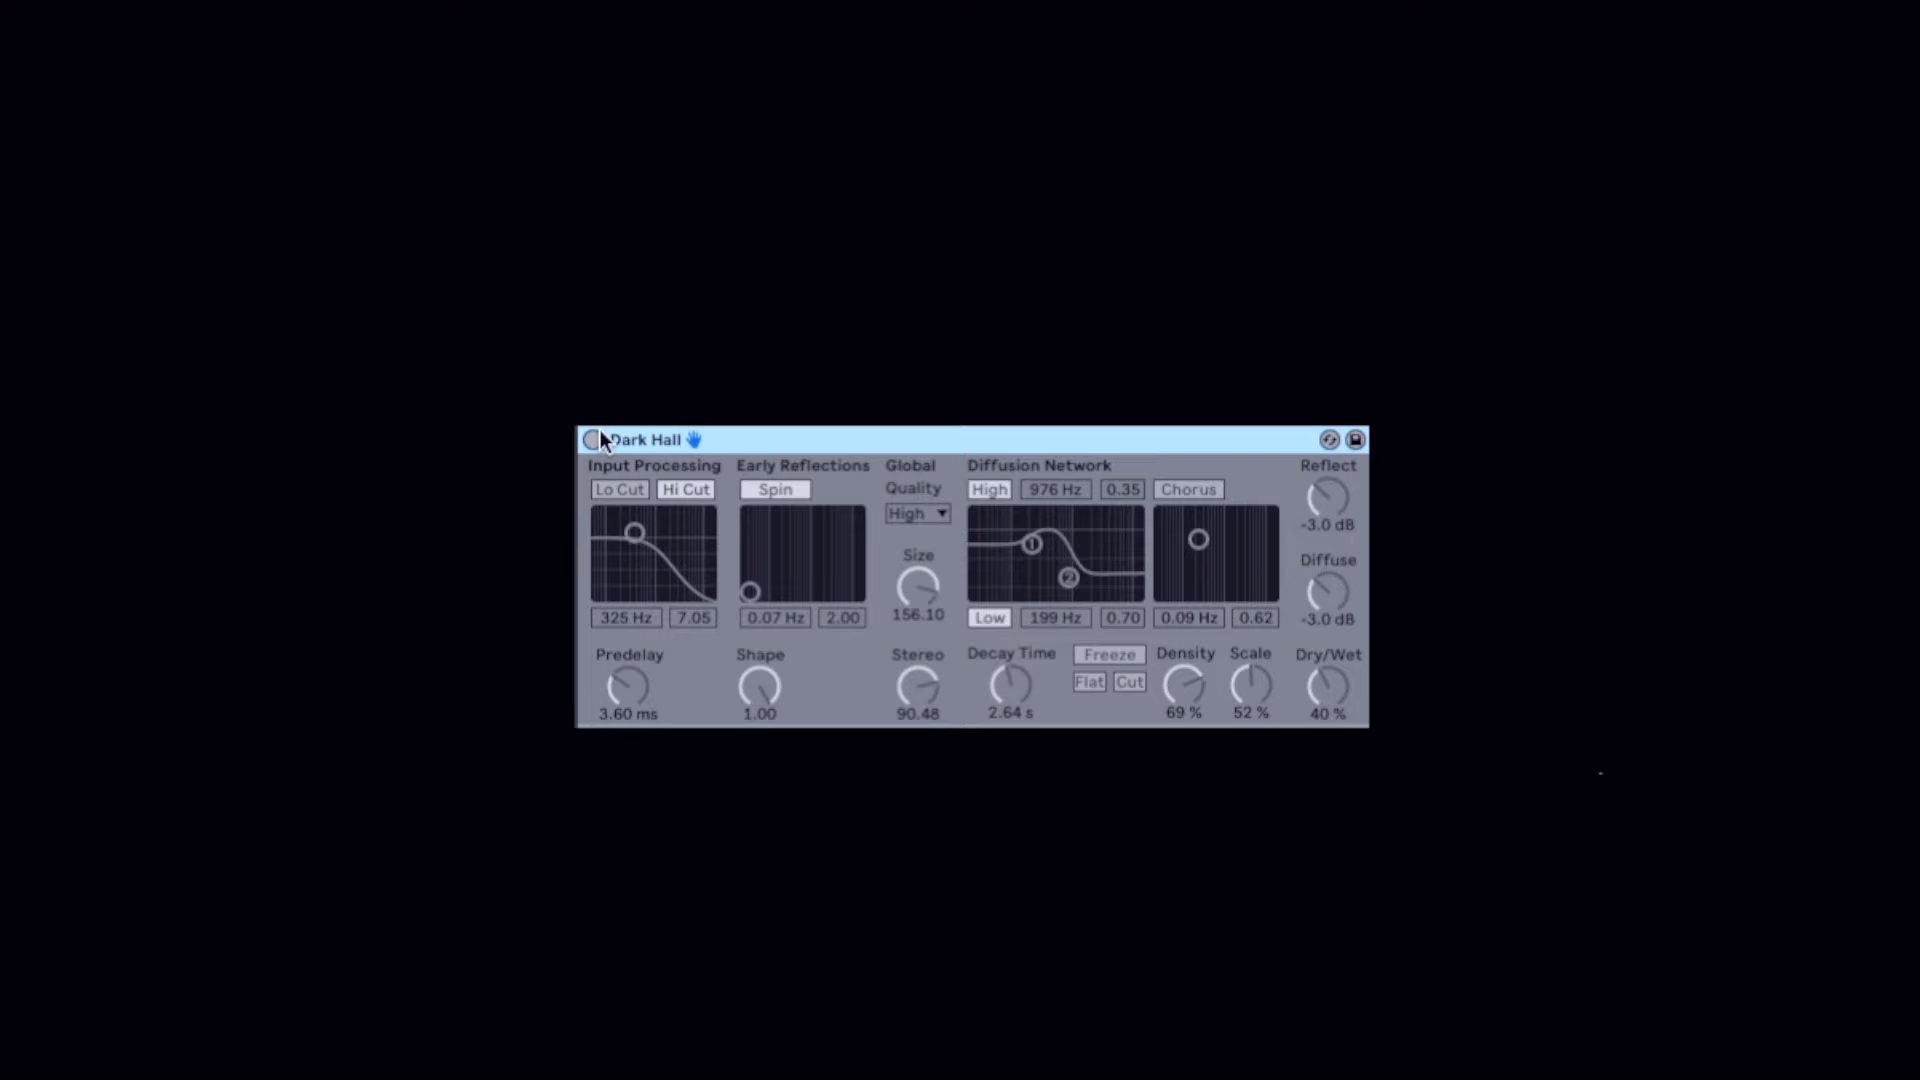 Dark Hall
Input Processing Early Reflections Global Diffusion Network Reflect
Lo Cut Hi Cut Spin Quality High 976 Hz 0.35 Chorus
High
-3.0 dB
1
Size Diffuse
2
156.10
325 Hz 7.05 0.07 Hz 2.00 Low 199 Hz 0.70 0.09 Hz 0.62 -3.0 dB
Predelay Shape Stereo Decay Time Freeze Density Scale Dry/Wet
Flat Cut
3.60 ms 1.00 90.48 2.64 s 69 % 52 % 40 %